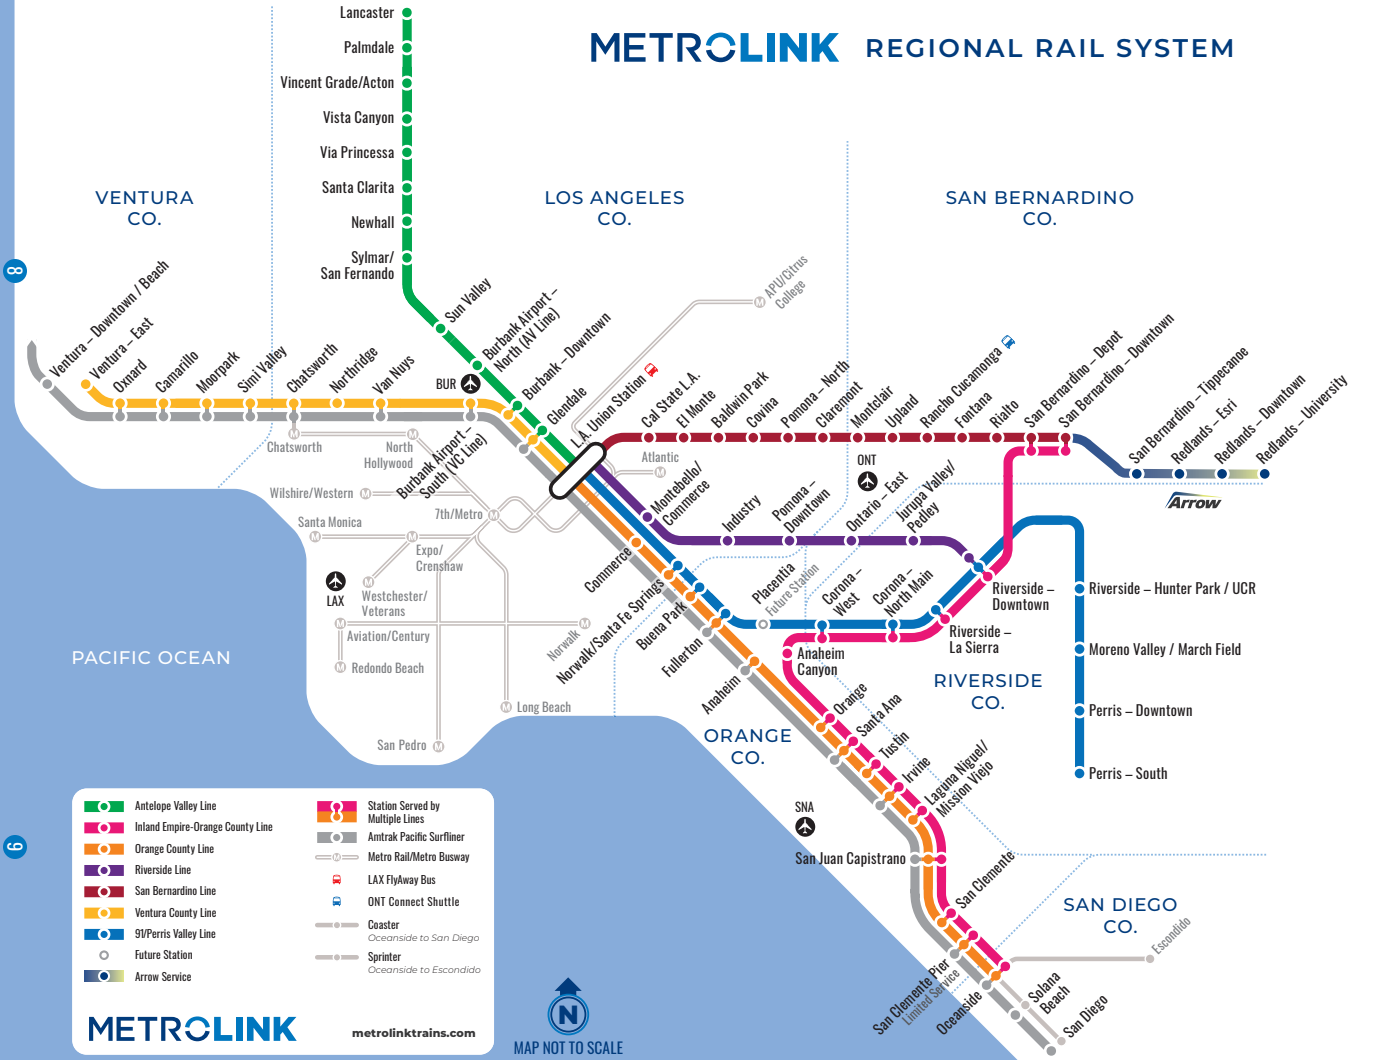 METROLINK REGIONAL RAIL SYSTEM
Lancaster
Palmdale
Vincent Grade/Acton
Vista Canyon
Via Princessa
Santa Clarita
Newhall
Sylmar/
San Fernando
Sun Valley
Burbank Airport –
North (AV Line)
Burbank – Downtown
Glendale
L.A. Union Station
VENTURA
CO.
LOS ANGELES
CO.
SAN BERNARDINO
CO.
8
9
Ventura – Downtown / Beach
Ventura – East
Oxnard
Camarillo
Moorpark
Simi Valley
Chatsworth
Northridge
Van Nuys
BUR
Burbank Airport –
South (VC Line)
M
Chatsworth
M
North
Hollywood
M
APU/Citrus
College
M
Atlantic
Wilshire/Western
M
7th/Metro
M
Santa Monica
M
M
Expo/
Crenshaw
LAX
M
Westchester/
Veterans
M
Aviation/Century
M
Redondo Beach
M
Norwalk
M
Long Beach
San Pedro
M
Cal State L.A.
El Monte
Baldwin Park
Covina
Pomona – North
Claremont
Montclair
Upland
Rancho Cucamonga
Fontana
Rialto
San Bernardino – Depot
San Bernardino – Downtown
San Bernardino – Tippecanoe
Redlands – Esri
Redlands – Downtown
Redlands – University
Arrow
ONT
Montebello/
Commerce
Industry
Pomona –
Downtown
Ontario – East
Jurupa Valley/
Pedley
Riverside –
Downtown
Riverside –
La Sierra
Riverside – Hunter Park / UCR
Moreno Valley / March Field
Perris – Downtown
Perris – South
Commerce
Norwalk/Santa Fe Springs
Buena Park
Fullerton
Anaheim
Placentia
Future Station
Corona –
West
Corona –
North Main
Anaheim
Canyon
Orange
Santa Ana
Tustin
Irvine
Laguna Niguel/
Mission Viejo
San Juan Capistrano
San Clemente
San Clemente Pier
Limited Service
Oceanside
Solana
Beach
San Diego
Escondido
PACIFIC OCEAN
ORANGE
CO.
RIVERSIDE
CO.
SAN DIEGO
CO.
SNA
Antelope Valley Line
Inland Empire-Orange County Line
Orange County Line
Riverside Line
San Bernardino Line
Ventura County Line
91/Perris Valley Line
Future Station
Arrow Service
Station Served by
Multiple Lines
Amtrak Pacific Surfliner
M
Metro Rail/Metro Busway
LAX FlyAway Bus
ONT Connect Shuttle
Coaster
Oceanside to San Diego
Sprinter
Oceanside to Escondido
METROLINK
metrolinktrains.com
N
MAP NOT TO SCALE